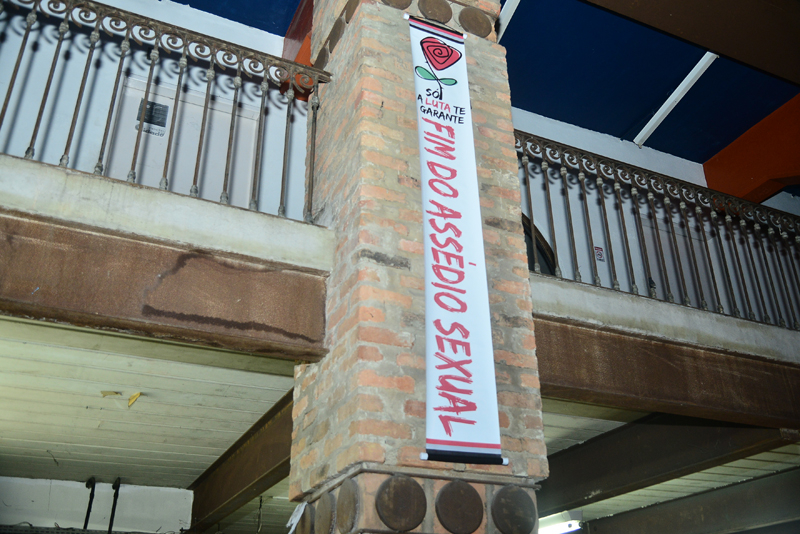 SÓ
A LUTA TE
GARANTE
FIM DO ASSÉDIO SEXUAL